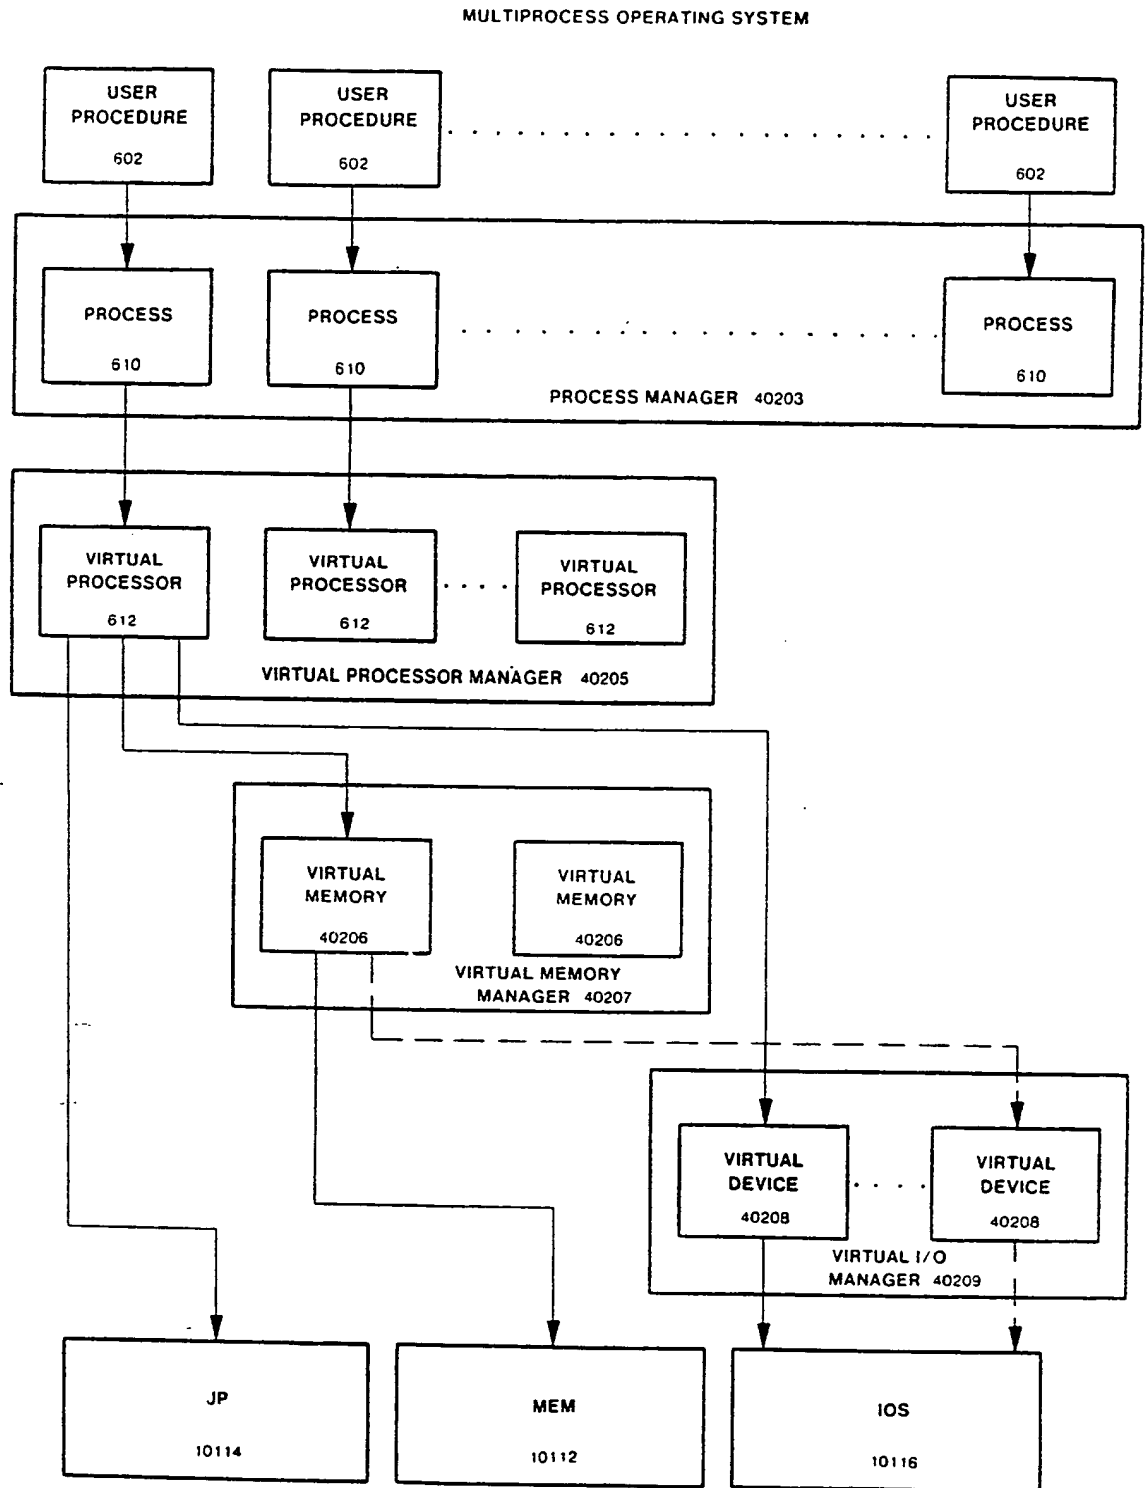 MULTIPROCESS OPERATING SYSTEM
USER
PROCEDURE
602
USER
PROCEDURE
602
USER
PROCEDURE
602
PROCESS
610
PROCESS
610
PROCESS
610
PROCESS MANAGER 40203
VIRTUAL
PROCESSOR
612
VIRTUAL
PROCESSOR
612
VIRTUAL
PROCESSOR
612
VIRTUAL PROCESSOR MANAGER 40205
VIRTUAL
MEMORY
40206
VIRTUAL
MEMORY
40206
VIRTUAL MEMORY
MANAGER 40207
VIRTUAL
DEVICE
40208
VIRTUAL
DEVICE
40208
VIRTUAL I/O
MANAGER 40209
JP
10114
MEM
10112
IOS
10116